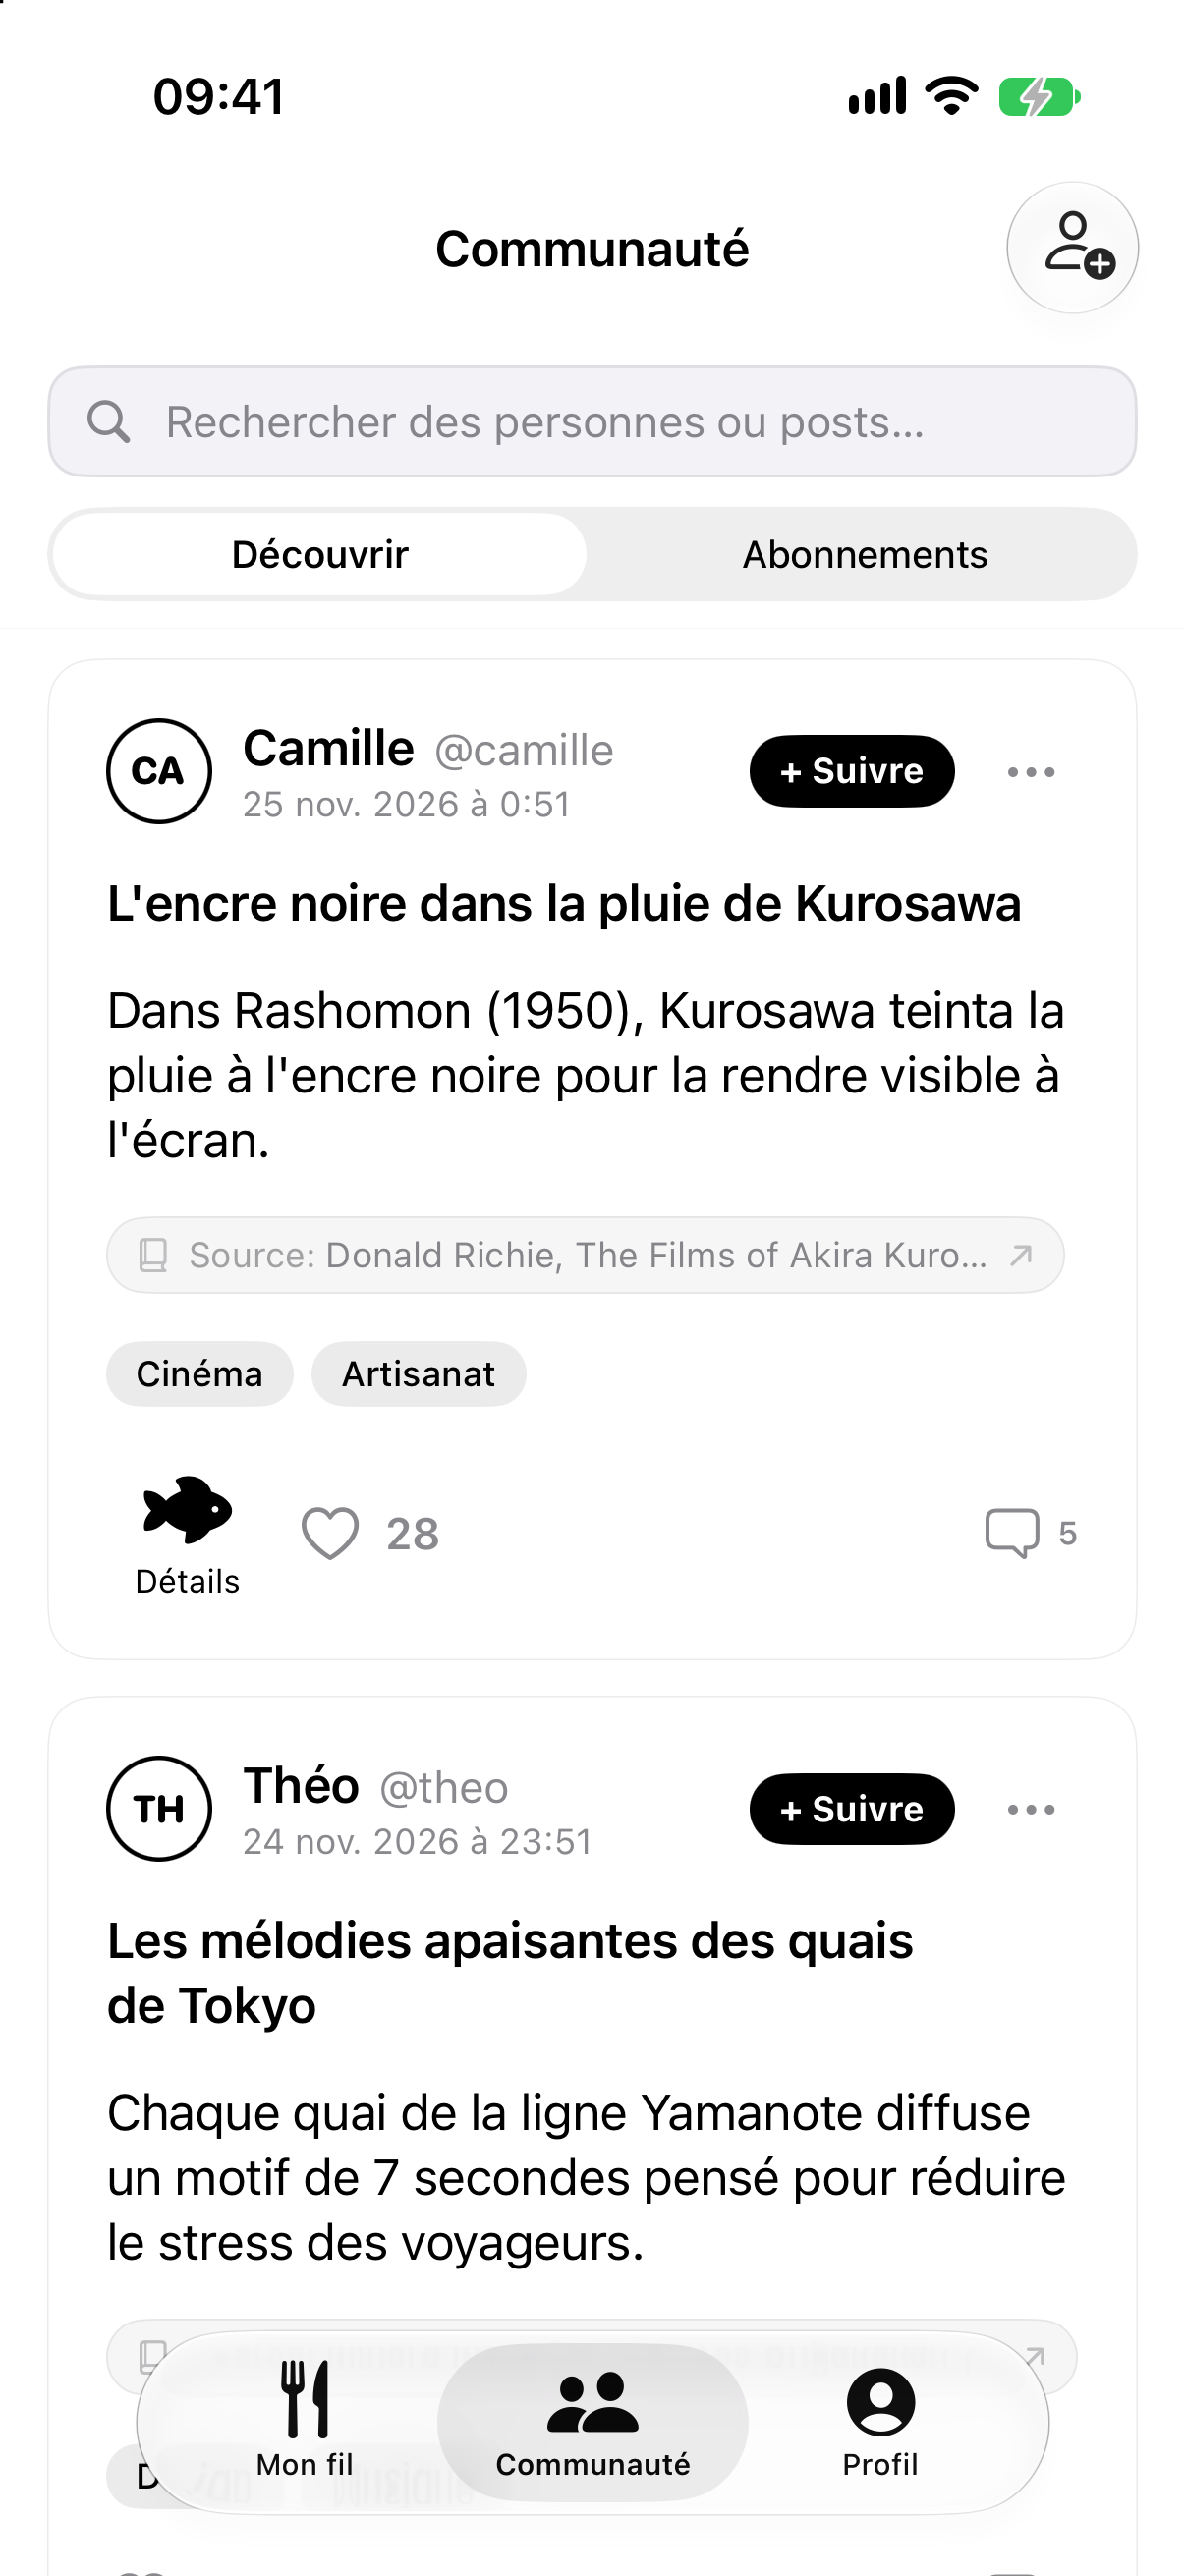 09:41
Communauté
Rechercher des personnes ou posts...
Découvrir
Abonnements
CA
Camille @camille
25 nov. 2026 à 0:51
+ Suivre
L'encre noire dans la pluie de Kurosawa
Dans Rashomon (1950), Kurosawa teinta la
pluie à l'encre noire pour la rendre visible à
l'écran.
Source: Donald Richie, The Films of Akira Kuro...
Cinéma
Artisanat
Détails
28
5
TH
Théo @theo
24 nov. 2026 à 23:51
+ Suivre
Les mélodies apaisantes des quais
de Tokyo
Chaque quai de la ligne Yamanote diffuse
un motif de 7 secondes pensé pour réduire
le stress des voyageurs.
Mon fil
Communauté
Profil